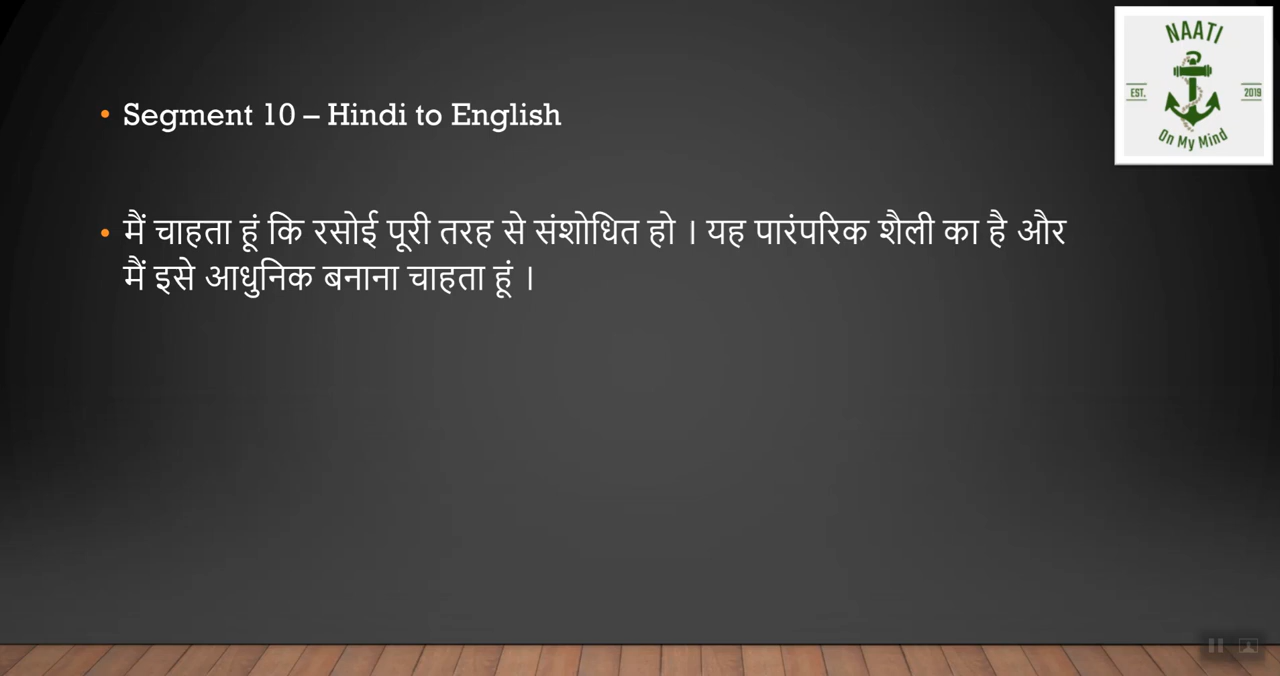 NAATI
EST. 2019
On My Mind
• Segment 10 – Hindi to English
• मैं चाहता हूं कि रसोई पूरी तरह से संशोधित हो । यह पारंपरिक शैली का है और
मैं इसे आधुनिक बनाना चाहता हूं ।